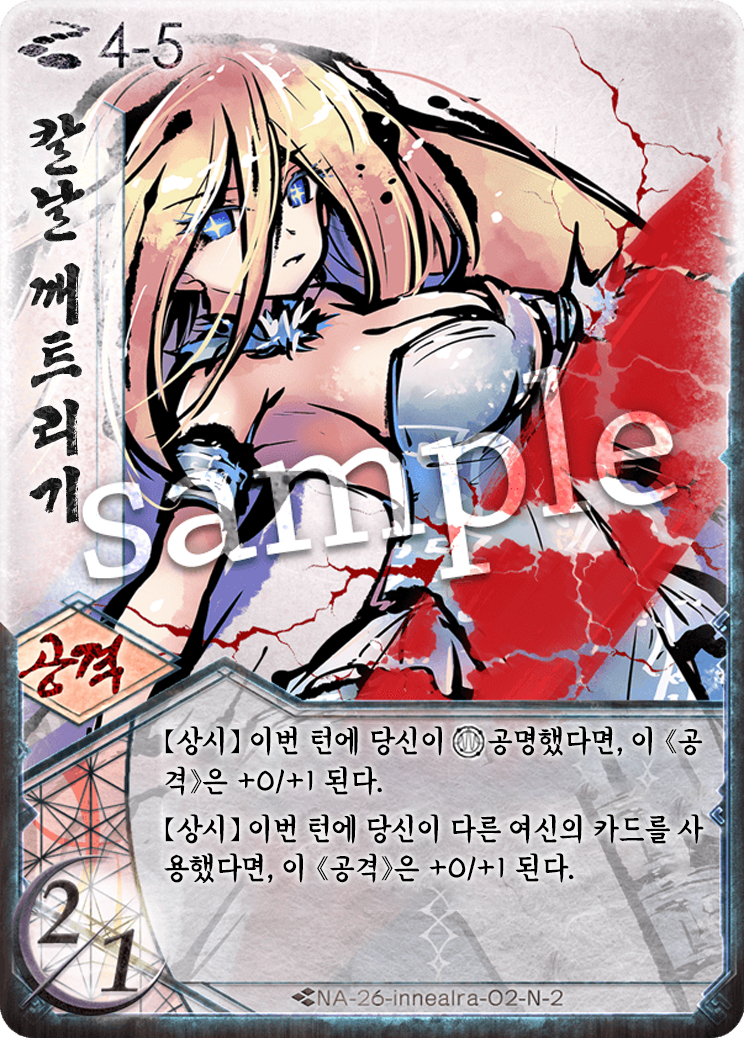 4-5
칼날 깨트리기
sample
공격
【상시】이번 턴에 당신이 공명했다면, 이 《공
격》은 +0/+1 된다.
【상시】이번 턴에 당신이 다른 여신의 카드를 사
용했다면, 이 《공격》은 +0/+1 된다.
2/1
NA-26-innealra-O2-N-2